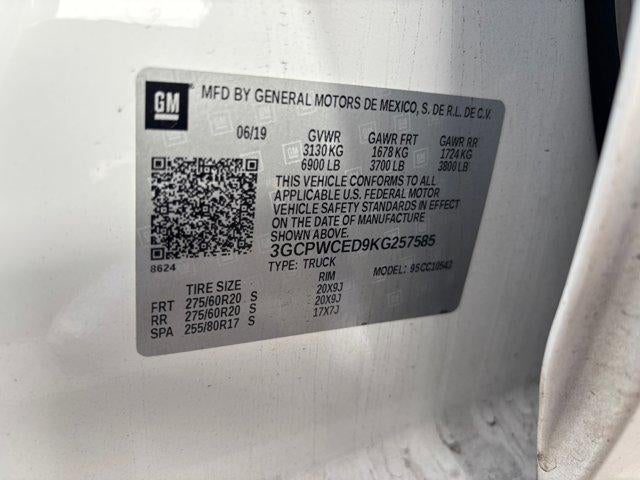 GM
MFD BY GENERAL MOTORS DE MEXICO, S. DE R.L. DE C.V.
06/19 GVWR GAWR FRT GAWR RR
3130 KG 1678 KG 1724 KG
6900 LB 3700 LB 3800 LB
THIS VEHICLE CONFORMS TO ALL
APPLICABLE U.S. FEDERAL MOTOR
VEHICLE SAFETY STANDARDS IN EFFECT
ON THE DATE OF MANUFACTURE
SHOWN ABOVE.
8624
3GCPWCED9KG257585
TYPE: TRUCK MODEL: 95CC10543
TIRE SIZE RIM
FRT 275/60R20 S 20X9J
RR 275/60R20 S 20X9J
SPA 255/80R17 S 17X7J